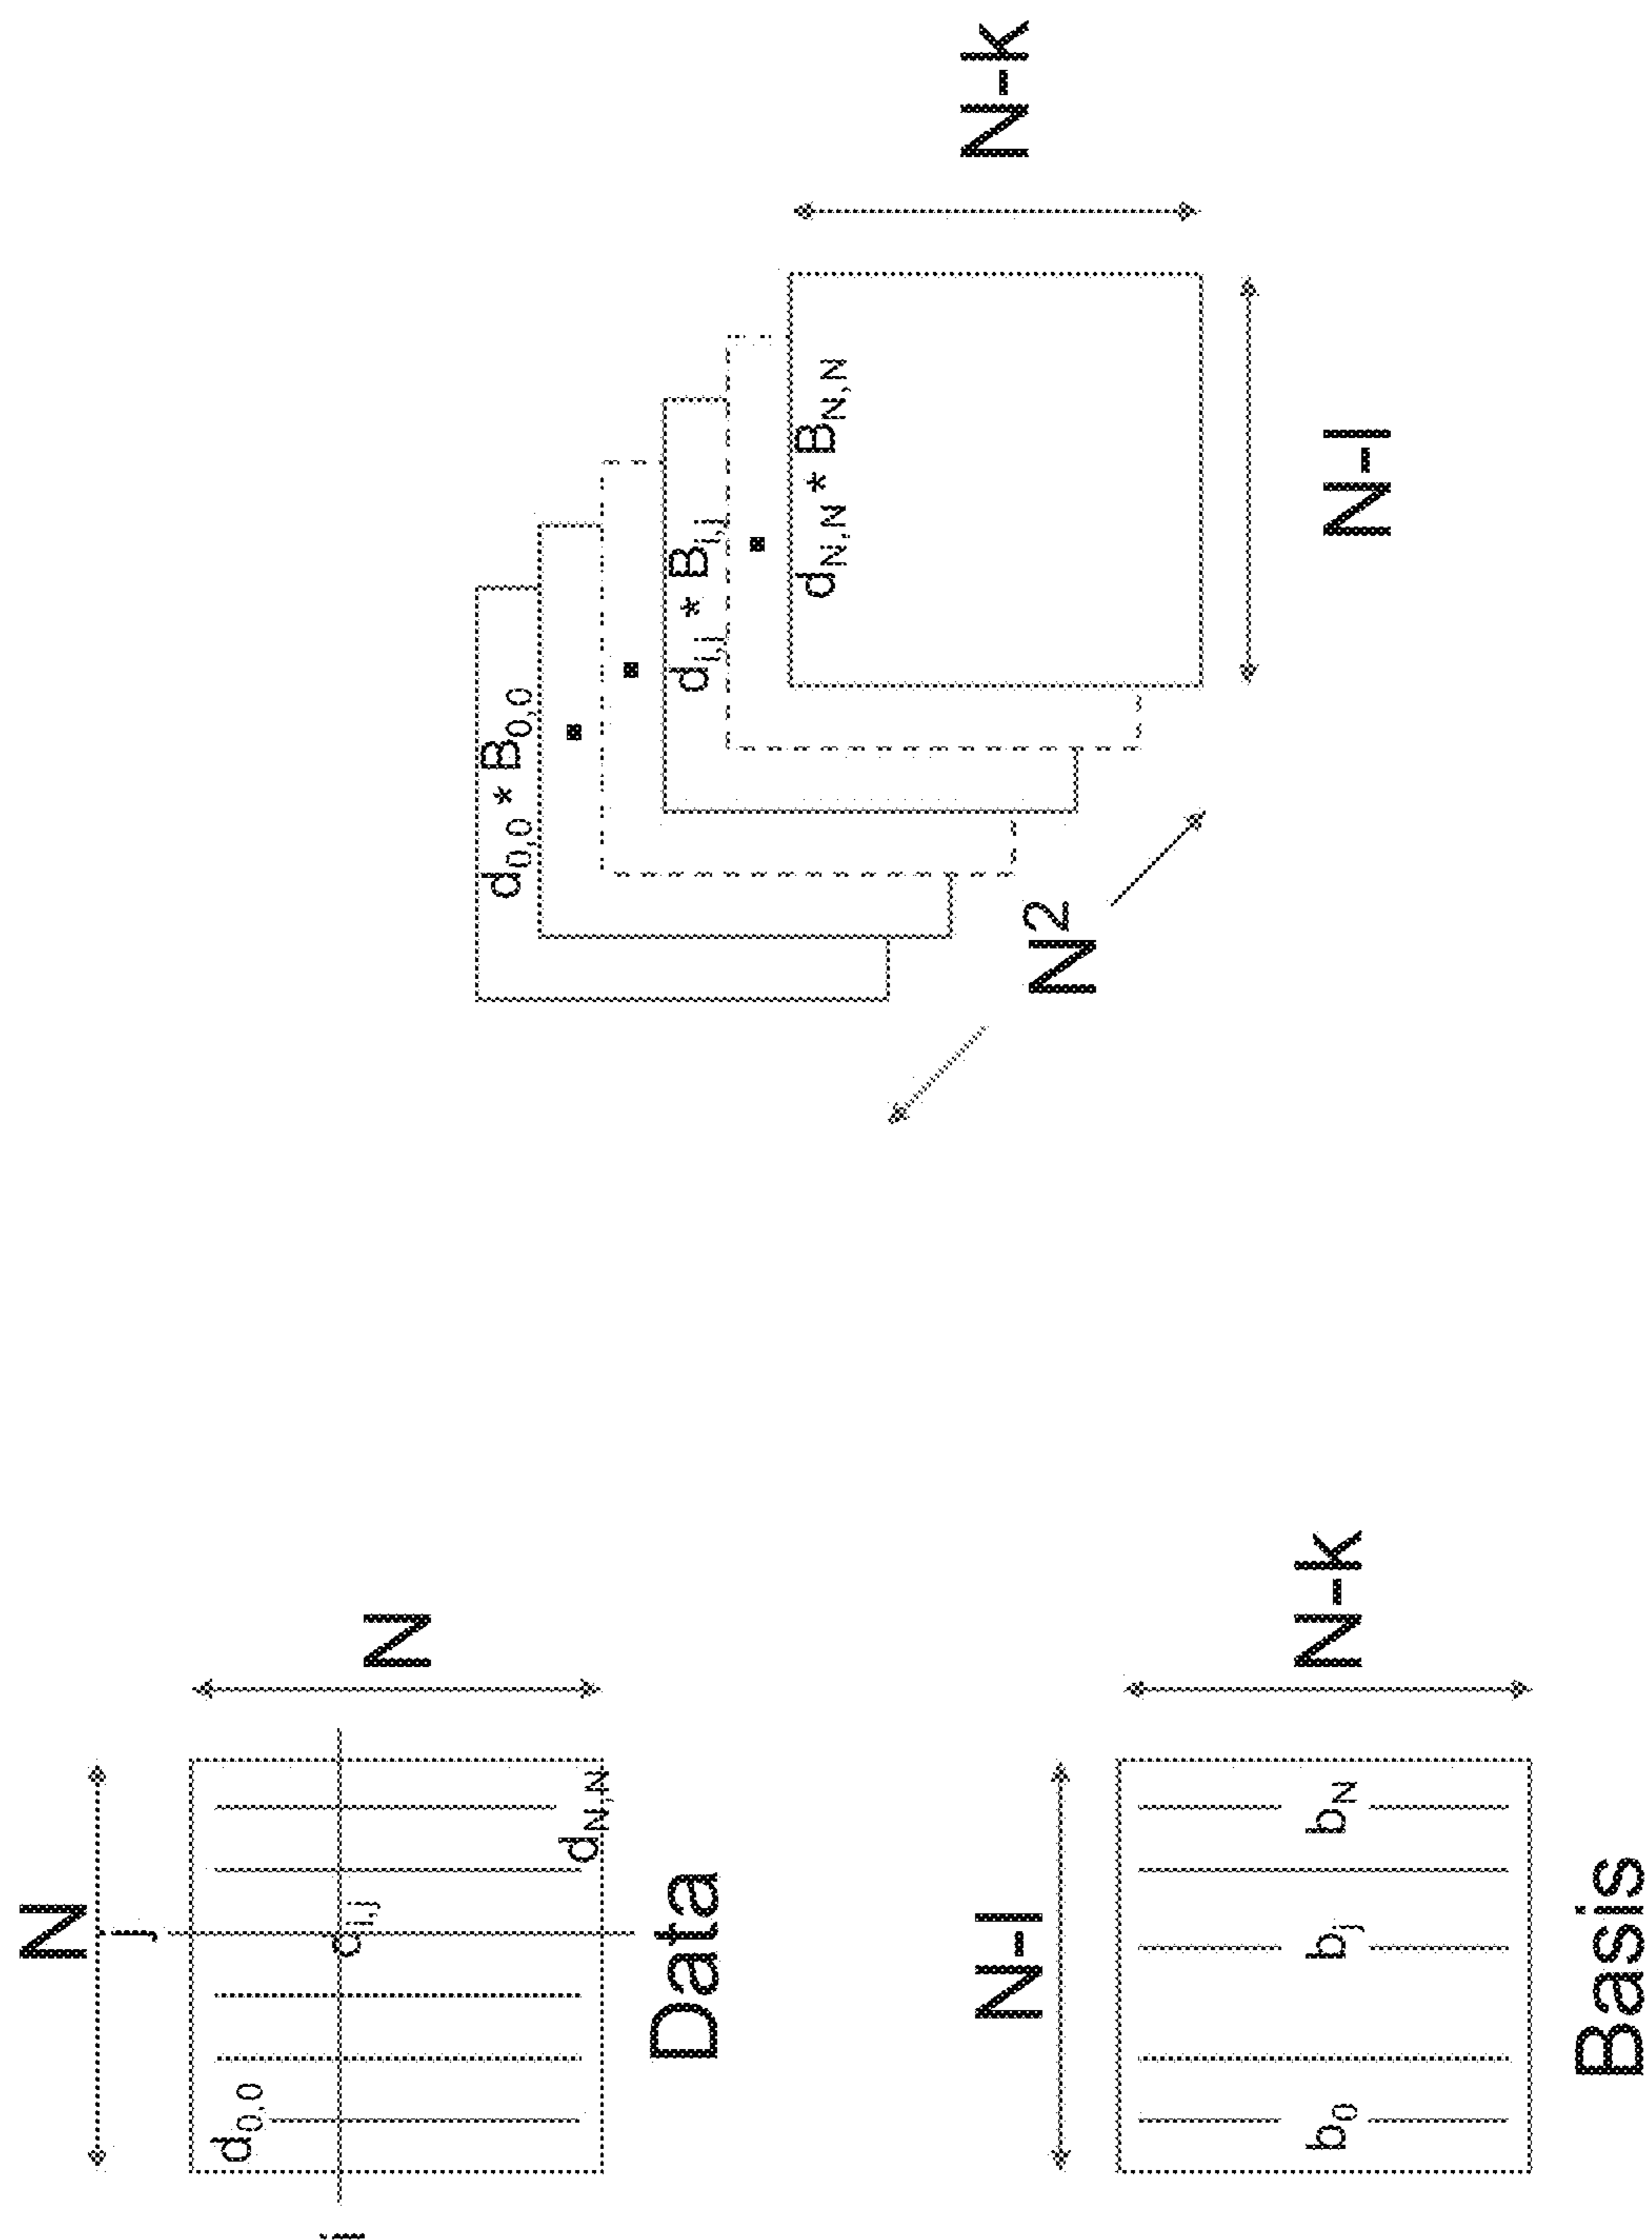 N
j
d0,0
i
di,j
N
dN,N
Data
N-l
b0 bj bN
N-k
Basis
d0,0 * B0,0
di,j * Bi,j
dN,N * BN,N
N-k
N2
N-l